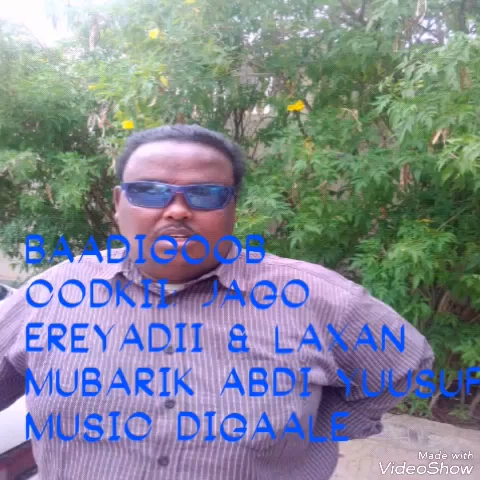 BAADIGOOB
CODKII JAGO
EREYADII & LAXAN
MUBARIK ABDI YUUSUF
MUSIC DIGAALE
Made with
VideoShow